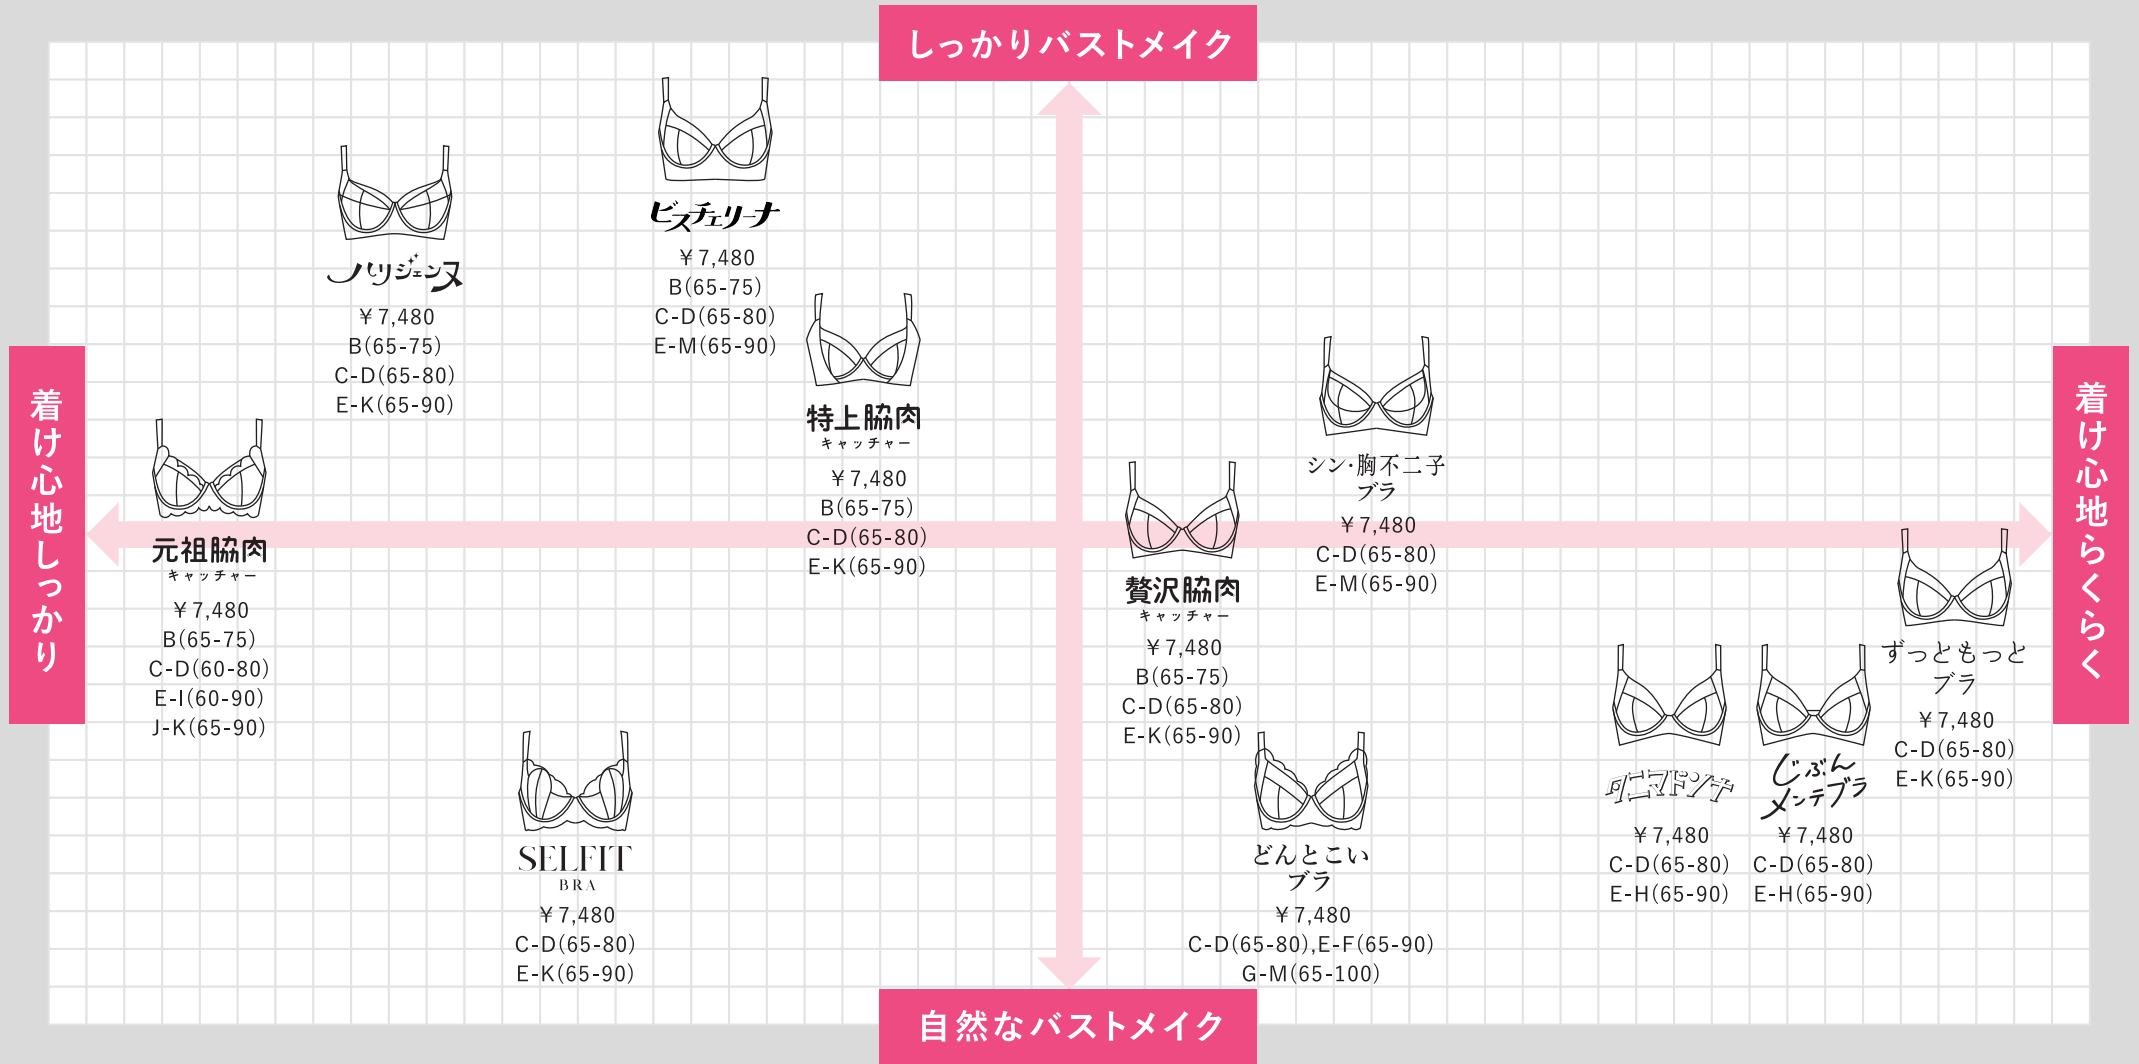 しっかりバストメイク
ビスチェリーナ
¥7,480
B(65-75)
C-D(65-80)
E-M(65-90)
ハリジェンヌ
¥7,480
B(65-75)
C-D(65-80)
E-K(65-90)
特上脇肉
キャッチャー
¥7,480
B(65-75)
C-D(65-80)
E-K(65-90)
着け心地しっかり
元祖脇肉
キャッチャー
¥7,480
B(65-75)
C-D(60-80)
E-I(60-90)
J-K(65-90)
シン・胸不二子
ブラ
¥7,480
C-D(65-80)
E-M(65-90)
着け心地らくらく
贅沢脇肉
キャッチャー
¥7,480
B(65-75)
C-D(65-80)
E-K(65-90)
ずっともっと
ブラ
¥7,480
C-D(65-80)
E-K(65-90)
タニマドンナ
¥7,480
C-D(65-80)
E-H(65-90)
じぶん
メンテブラ
¥7,480
C-D(65-80)
E-H(65-90)
SELFIT
BRA
¥7,480
C-D(65-80)
E-K(65-90)
どんとこい
ブラ
¥7,480
C-D(65-80),E-F(65-90)
G-M(65-100)
自然なバストメイク